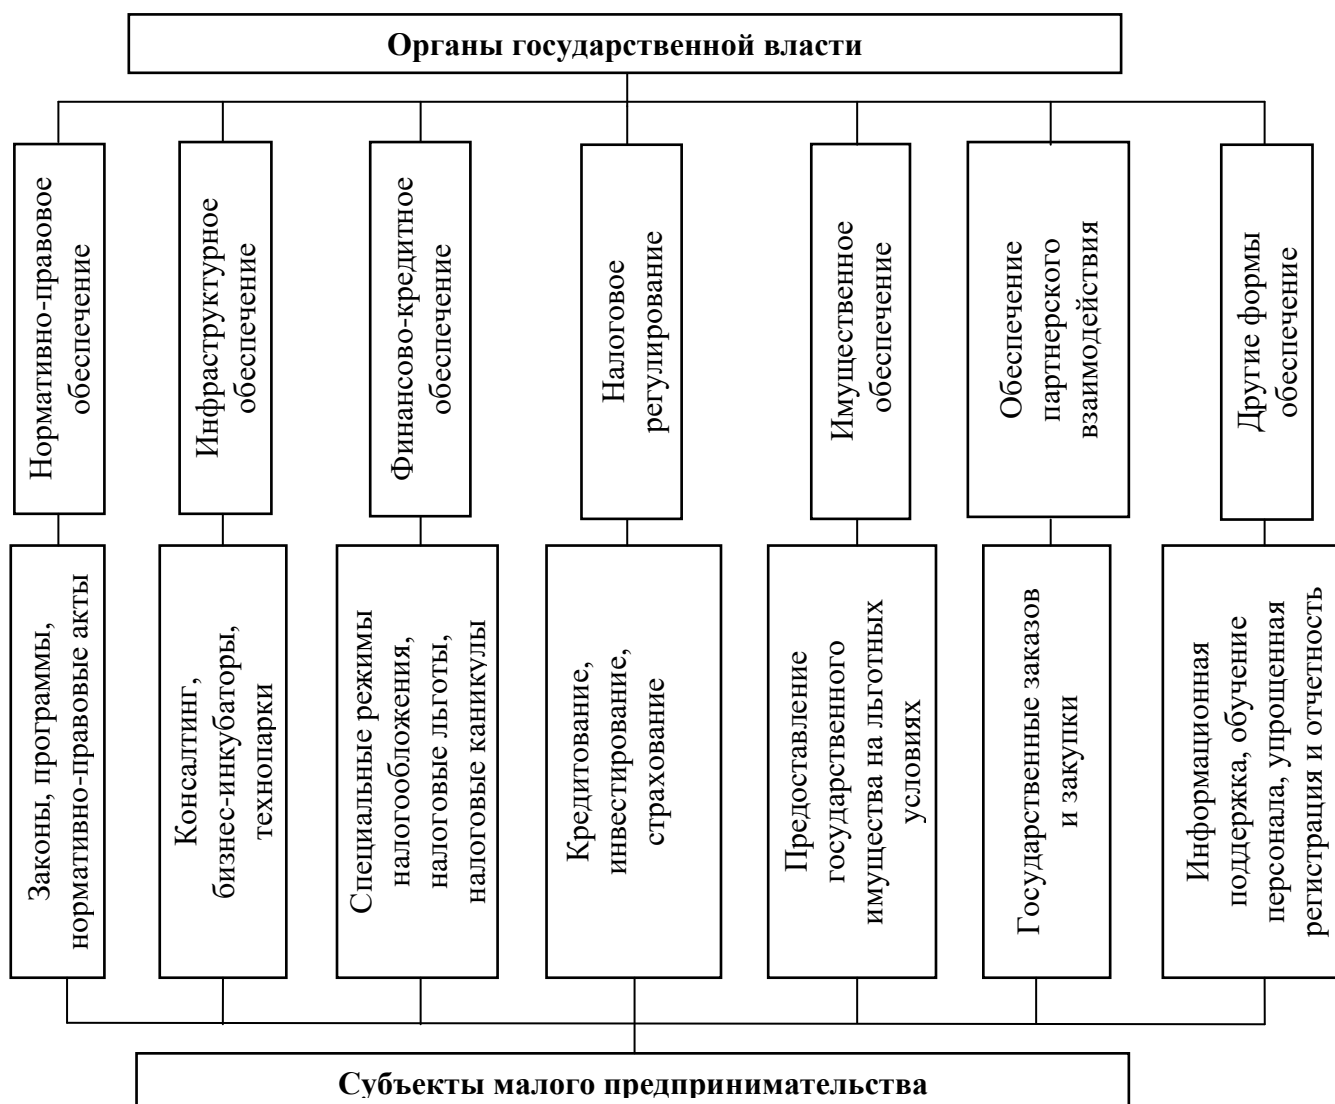 Органы государственной власти
Нормативно-правовое
обеспечение
Инфраструктурное
обеспечение
Финансово-кредитное
обеспечение
Налоговое
регулирование
Имущественное
обеспечение
Обеспечение
партнерского
взаимодействия
Другие формы
обеспечение
Законы, программы,
нормативно-правовые акты
Консалтинг,
бизнес-инкубаторы,
технопарки
Специальные режимы
налогообложения,
налоговые льготы,
налоговые каникулы
Кредитование,
инвестирование,
страхование
Предоставление
государственного
имущества на льготных
условиях
Государственные заказов
и закупки
Информационная
поддержка, обучение
персонала, упрощенная
регистрация и отчетность
Субъекты малого предпринимательства